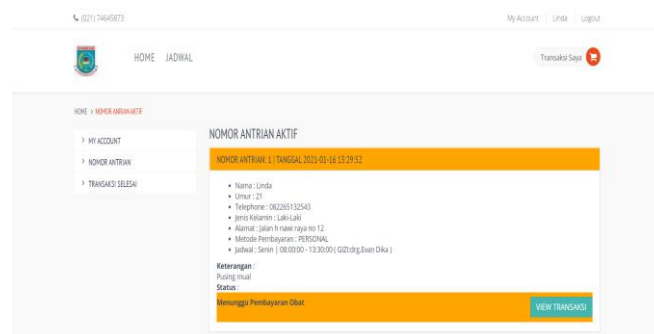 (021) 74645873
My Account Linda Logout
HOME JADWAL
Transaksi Saya
HOME > NOMOR ANRIAN AKTIF
> MY ACCOUNT
> NOMOR ANTRIAN
> TRANSAKSI SELESAI
NOMOR ANTRIAN AKTIF
NOMOR ANTRIAN: 1 | TANGGAL 2021-01-16 13:29:52
• Nama : Linda
• Umur : 21
• Telephone : 082265132543
• Jenis Kelamin : Laki-Laki
• Alamat : Jalan h nawi raya no 12
• Metode Pembayaran : PERSONAL
• Jadwal : Senin | 08:00:00 - 13:30:00 ( GIZI:drg.Evan Dika )
Keterangan :
Pusing mual
Status :
Menunggu Pembayaran Obat
VIEW TRANSAKSI